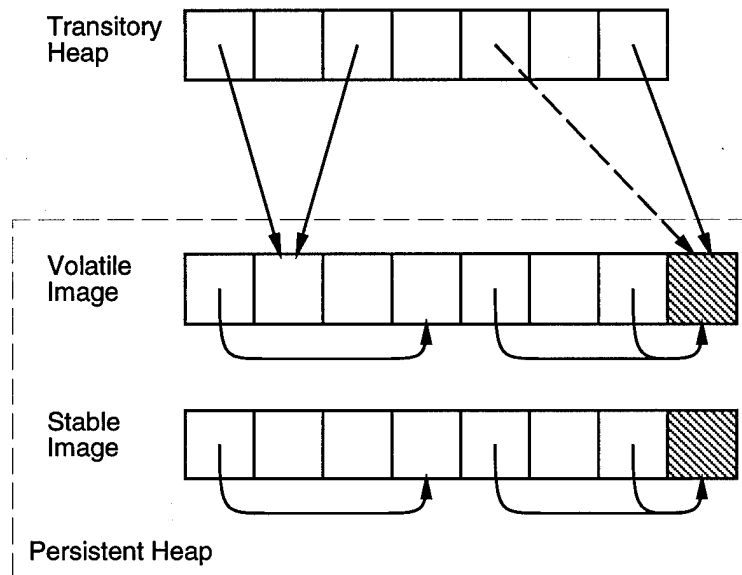 Transitory
Heap
Volatile
Image
Stable
Image
Persistent Heap